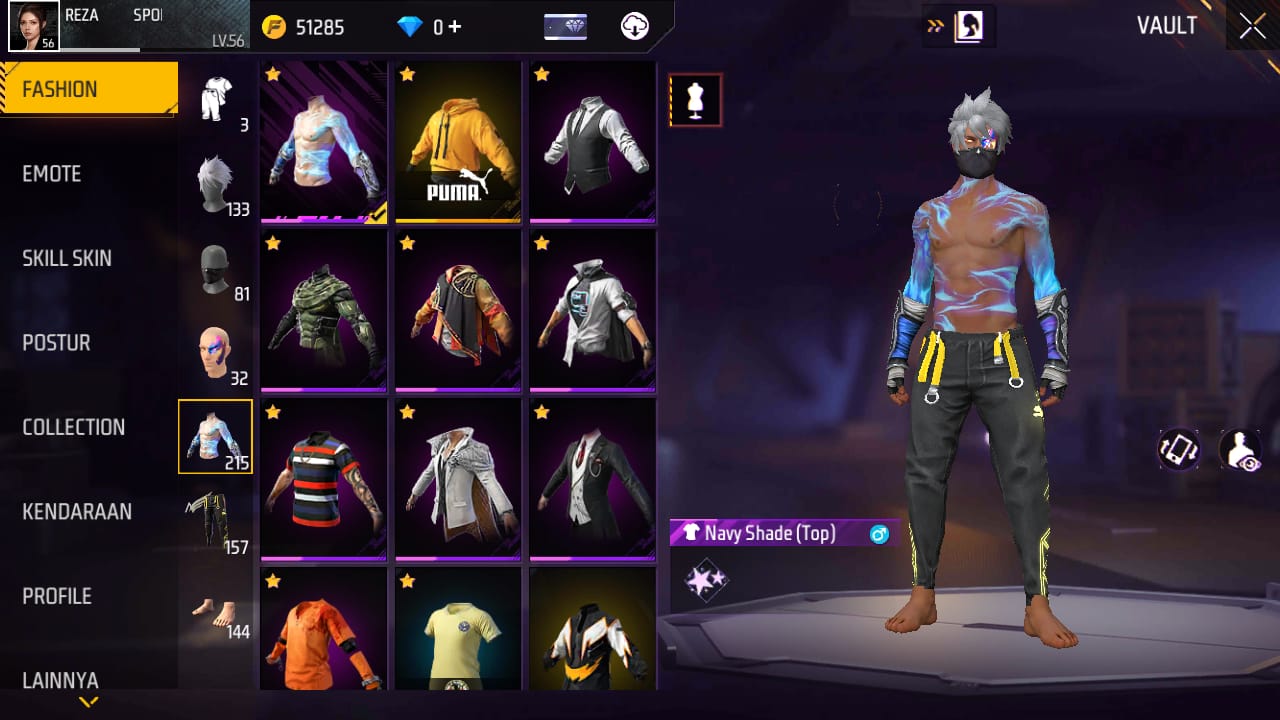 REZA SPOI
56
LV.56
51285
0 +
VAULT
FASHION
EMOTE
SKILL SKIN
POSTUR
COLLECTION
KENDARAAN
PROFILE
LAINNYA
3
133
81
32
215
157
144
PUMA
Navy Shade (Top)